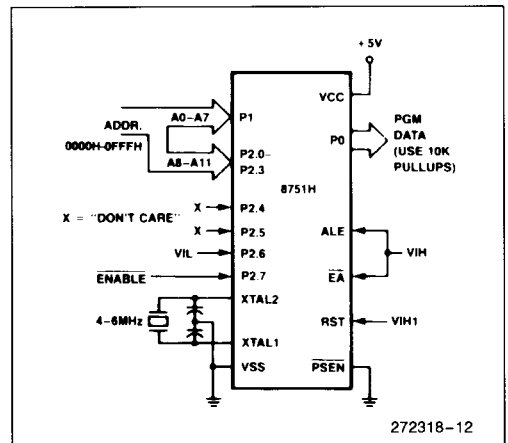 + 5V
VCC
A0–A7
P1
ADDR.
0000H-0FFFH
A8–A11
P2.0-
P2.3
P0
PGM
DATA
(USE 10K
PULLUPS)
8751H
X
P2.4
X = "DON'T CARE"
X
P2.5
ALE
VIL
P2.6
VIH
ENABLE
P2.7
EA
XTAL2
4–6MHz
RST
VIH1
XTAL1
VSS
PSEN
272318–12